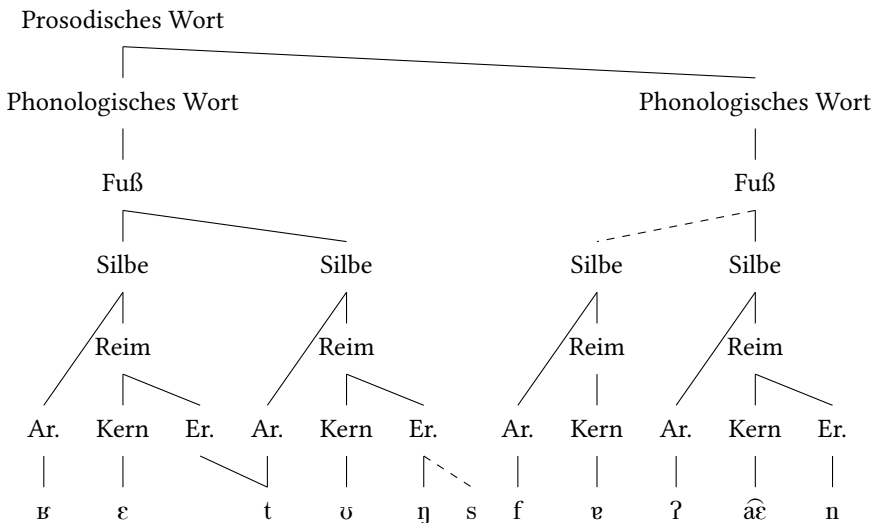 Prosodisches Wort
Phonologisches Wort Phonologisches Wort
Fuß Fuß
Silbe Silbe Silbe Silbe
Reim Reim Reim Reim
Ar. Kern Er. Ar. Kern Er. Ar. Kern Ar. Kern Er.
ʁ ɛ t ʊ ŋ s f ɐ ʔ a͡ɛ n